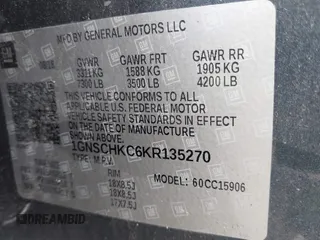 MFD BY GENERAL MOTORS LLC
GVWR GAWR FRT GAWR RR
3311 KG 1588 KG 1905 KG
7300 LB 3500 LB 4200 LB
THIS VEHICLE CONFORMS TO ALL
APPLICABLE U.S. FEDERAL MOTOR
VEHICLE SAFETY STANDARDS IN EFFECT
ON THE DATE OF MANUFACTURE
SHOWN ABOVE.
1GNSCHKC6KR135270
TYPE: M.P.V.
MODEL: 60CC15906
RIM
18X8.5J
18X8.5J
17X7.5J
DREAMBID